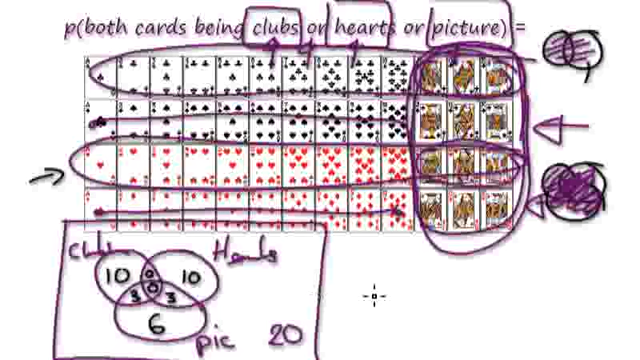 p(both cards being clubs or hearts or picture) =
clubs
Hearts
10
0
10
0
3
3
6
pic
20